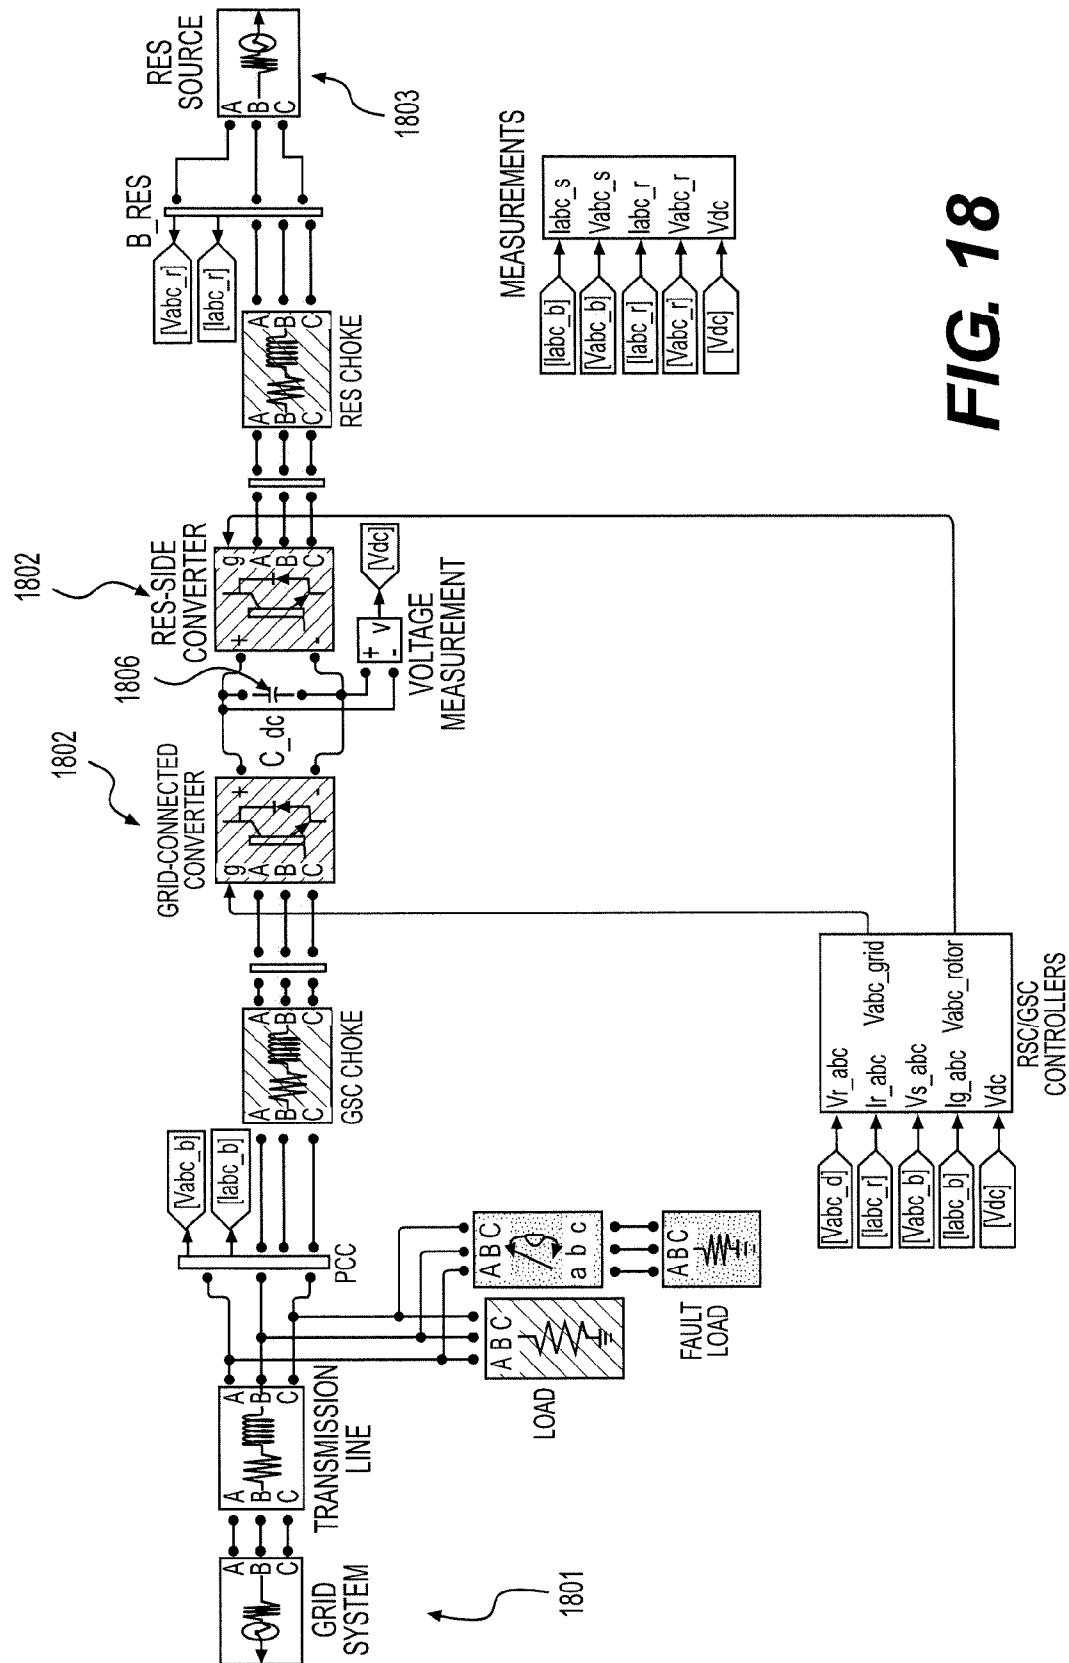 GRID
SYSTEM
A
B
C
1801
TRANSMISSION
LINE
A
B
C
A
B
C
LOAD
A B C
FAULT
LOAD
A B C
A B C
a b c
PCC
[Vabc_b]
[Iabc_b]
GSC CHOKE
A
B
C
A
B
C
GRID-CONNECTED
CONVERTER
1802
g
A
B
C
+
-
C_dc
1806
RES-SIDE
CONVERTER
1802
+
-
g
A
B
C
VOLTAGE
MEASUREMENT
+
-
v
[Vdc]
RES CHOKE
A
B
C
A
B
C
B_RES
[Vabc_r]
[Iabc_r]
RES
SOURCE
A
B
C
1803
[Vabc_d]
[Iabc_r]
[Vabc_b]
[Iabc_b]
[Vdc]
Vr_abc
Ir_abc
Vs_abc
Ig_abc
Vdc
Vabc_grid
Vabc_rotor
RSC/GSC
CONTROLLERS
MEASUREMENTS
[Iabc_b]
[Vabc_b]
[Iabc_r]
[Vabc_r]
[Vdc]
Iabc_s
Vabc_s
Iabc_r
Vabc_r
Vdc
FIG. 18